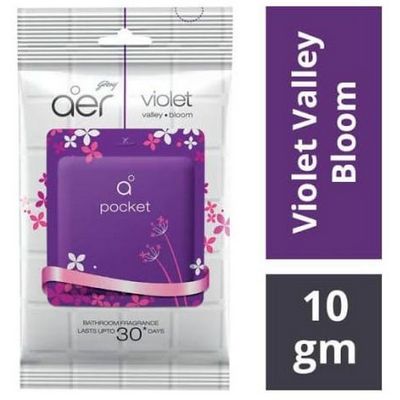 Godrej
aer
violet
valley • bloom
a
pocket
BATHROOM FRAGRANCE
LASTS UPTO 30* DAYS
Violet Valley
Bloom
10
gm